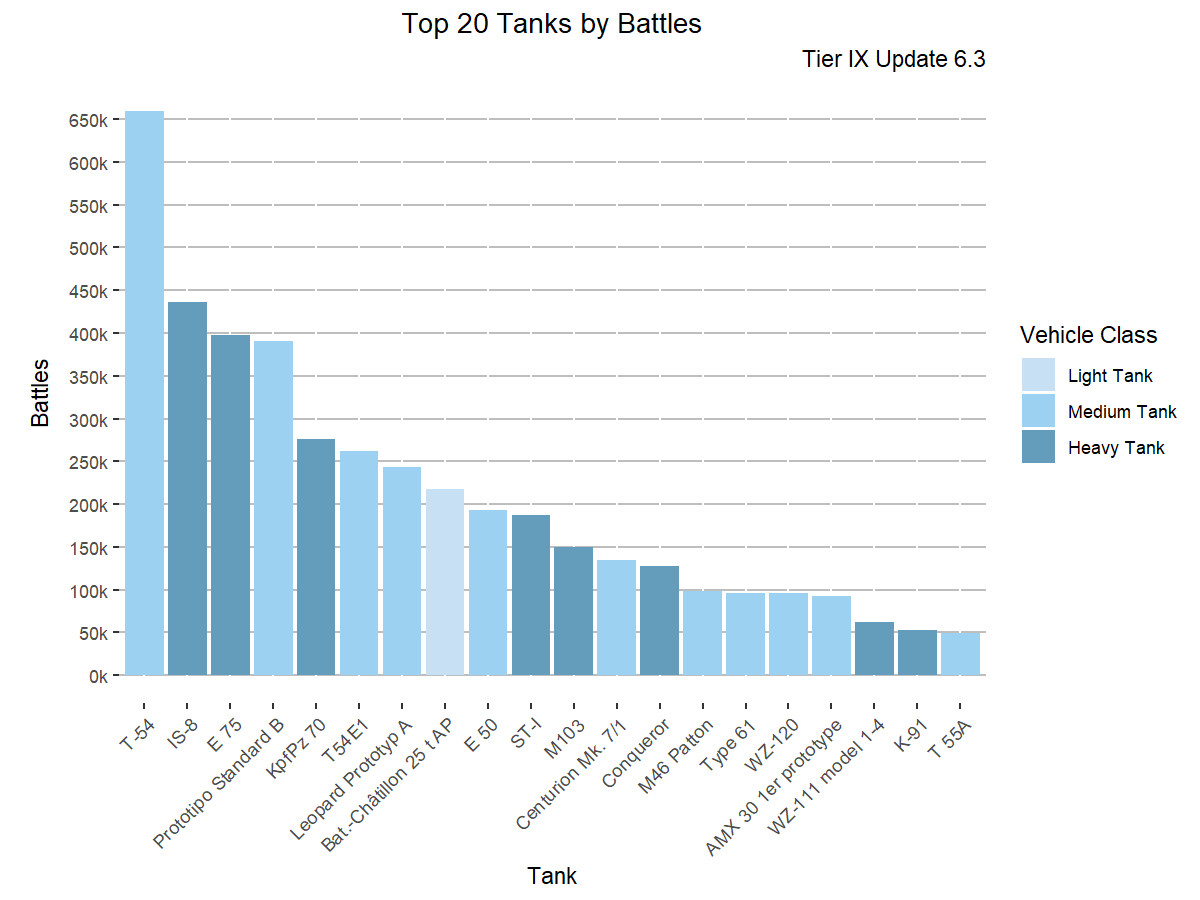 Top 20 Tanks by Battles
Tier IX Update 6.3
Battles
650k
600k
550k
500k
450k
400k
350k
300k
250k
200k
150k
100k
50k
0k
T-54
IS-8
E 75
Prototipo Standard B
KpfPz 70
T54E1
Leopard Prototyp A
Bat.-Châtillon 25 t AP
E 50
ST-I
M103
Centurion Mk. 7/1
Conqueror
M46 Patton
Type 61
WZ-120
AMX 30 1er prototype
WZ-111 model 1-4
K-91
T 55A
Tank
Vehicle Class
Light Tank
Medium Tank
Heavy Tank